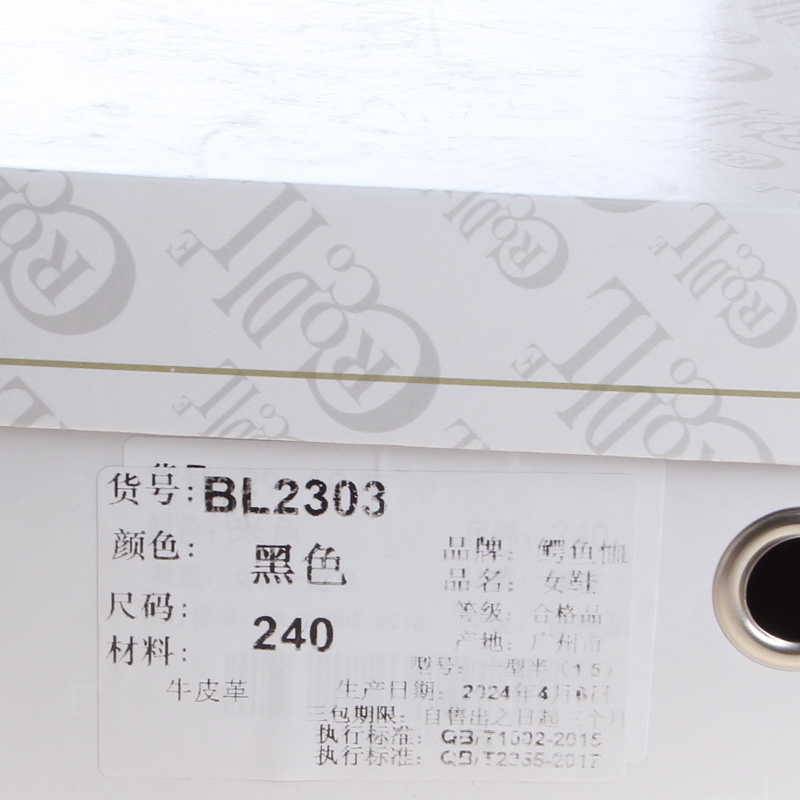 CRODILE
CRODILE
CRODILE
CRODILE
货号:BL2303
颜色: 黑色
尺码: 240
材料:
牛皮革
品牌: 鳄鱼恤
品名: 女鞋
等级: 合格品
产地: 广州市
型号: 一型半（1.5）
生产日期: 2024年4月6日
三包期限: 自售出之日起三个月
执行标准: QB/T1002-2015
执行标准: QB/T2955-2017